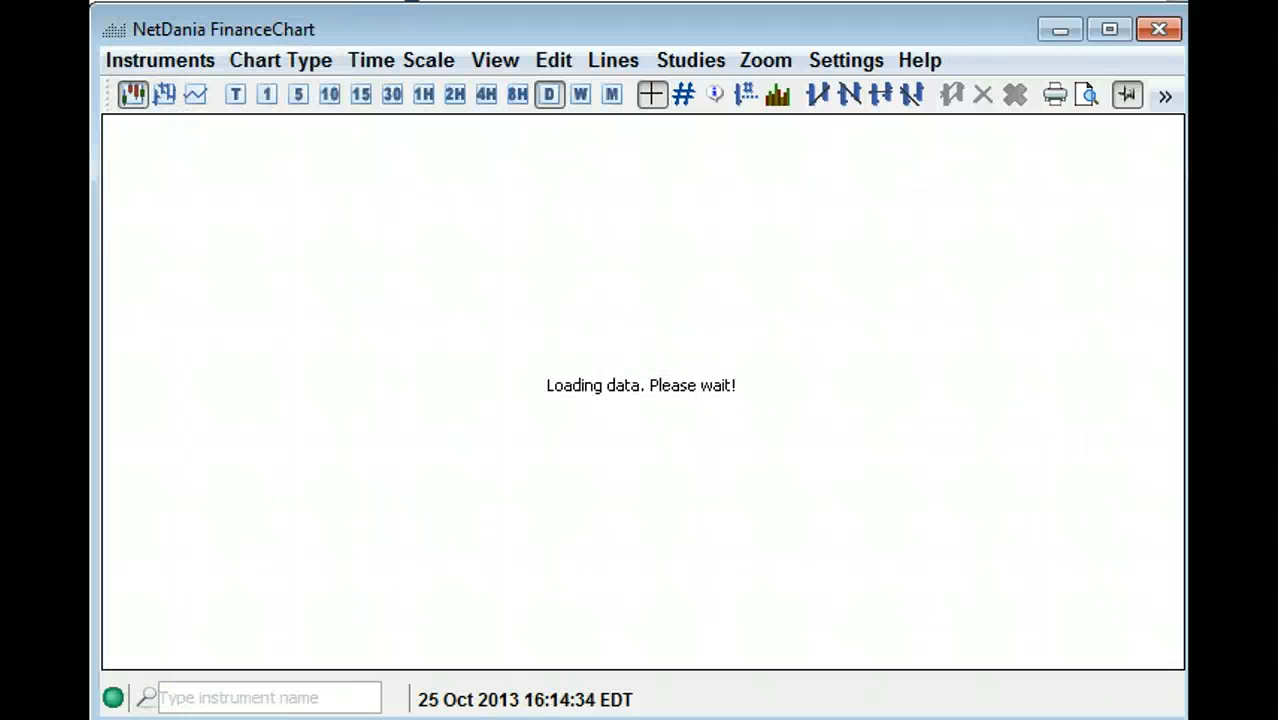 NetDania FinanceChart
Instruments Chart Type Time Scale View Edit Lines Studies Zoom Settings Help
T 1 5 10 15 30 1H 2H 4H 8H D W M # »
Loading data. Please wait!
Type instrument name 25 Oct 2013 16:14:34 EDT